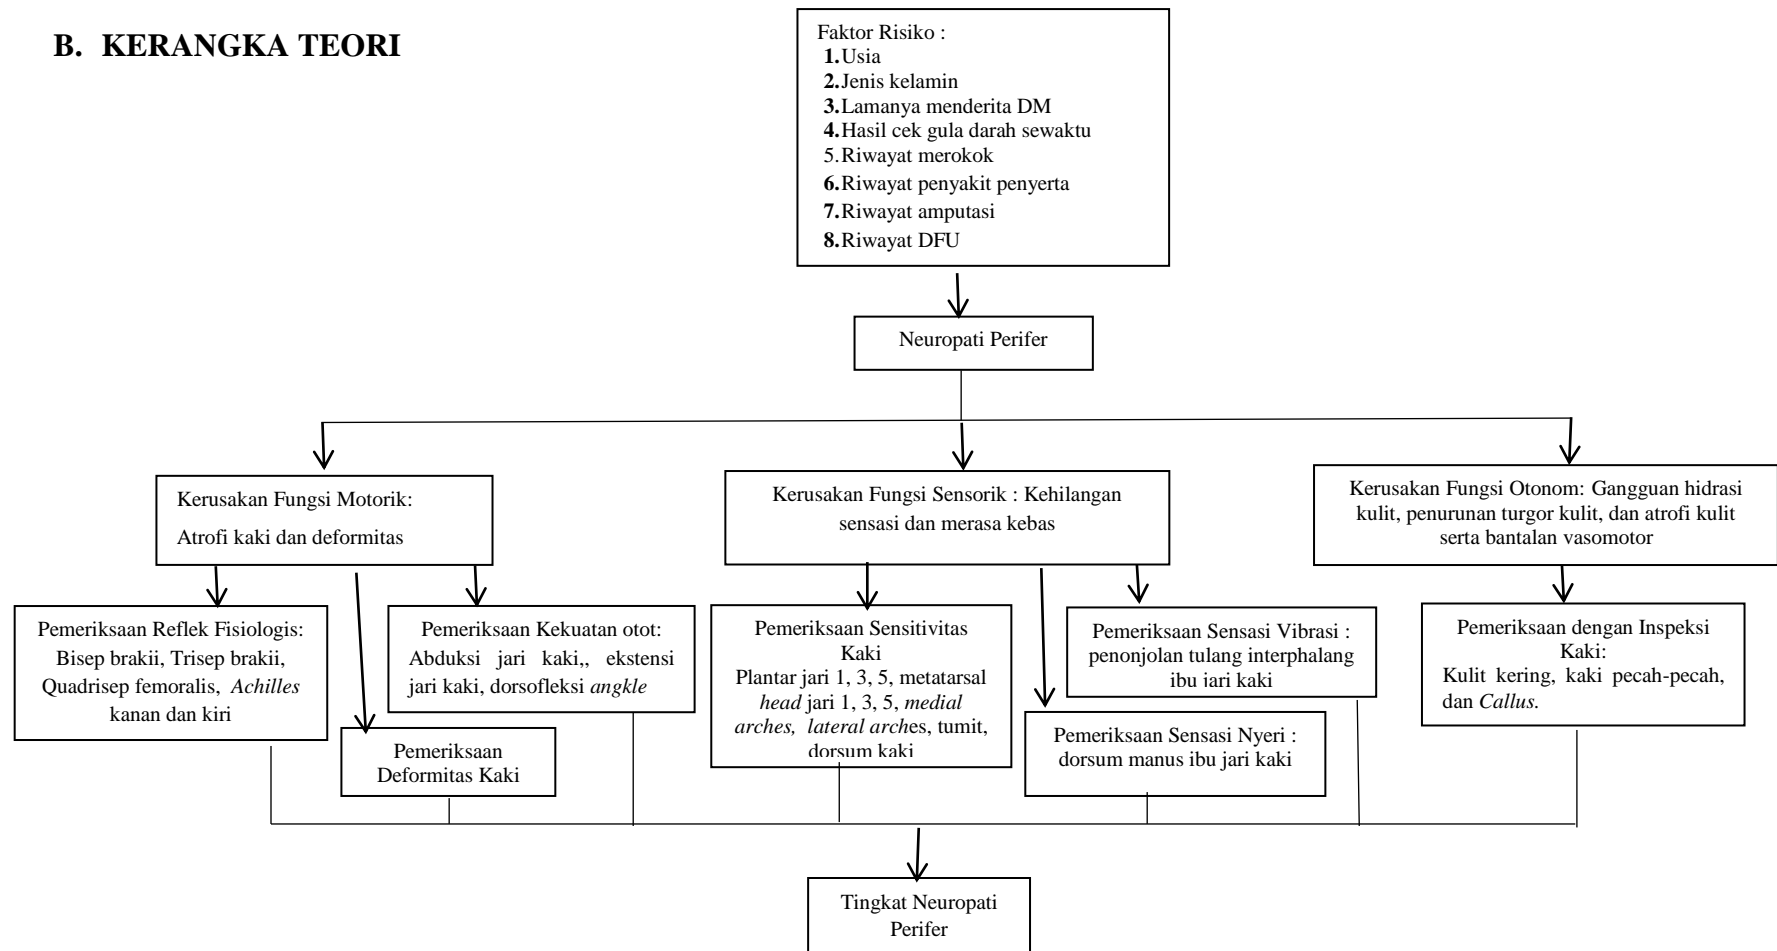 B. KERANGKA TEORI
Faktor Risiko :
1.Usia
2.Jenis kelamin
3.Lamanya menderita DM
4.Hasil cek gula darah sewaktu
5.Riwayat merokok
6.Riwayat penyakit penyerta
7.Riwayat amputasi
8.Riwayat DFU
Neuropati Perifer
Kerusakan Fungsi Motorik:
Atrofi kaki dan deformitas
Kerusakan Fungsi Sensorik : Kehilangan
sensasi dan merasa kebas
Kerusakan Fungsi Otonom: Gangguan hidrasi
kulit, penurunan turgor kulit, dan atrofi kulit
serta bantalan vasomotor
Pemeriksaan Reflek Fisiologis:
Bisep brakii, Trisep brakii,
Quadrisep femoralis, Achilles
kanan dan kiri
Pemeriksaan
Deformitas Kaki
Pemeriksaan Kekuatan otot:
Abduksi jari kaki,, ekstensi
jari kaki, dorsofleksi angkle
Pemeriksaan Sensitivitas
Kaki
Plantar jari 1, 3, 5, metatarsal
head jari 1, 3, 5, medial
arches, lateral arches, tumit,
dorsum kaki
Pemeriksaan Sensasi Nyeri :
dorsum manus ibu jari kaki
Pemeriksaan Sensasi Vibrasi :
penonjolan tulang interphalang
ibu jari kaki
Pemeriksaan dengan Inspeksi
Kaki:
Kulit kering, kaki pecah-pecah,
dan Callus.
Tingkat Neuropati
Perifer